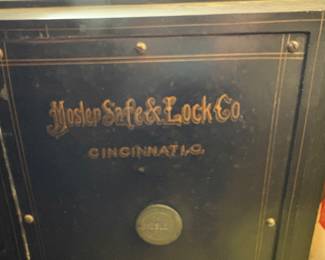 Mosler Safe & Lock Co.
CINCINNATI, O.